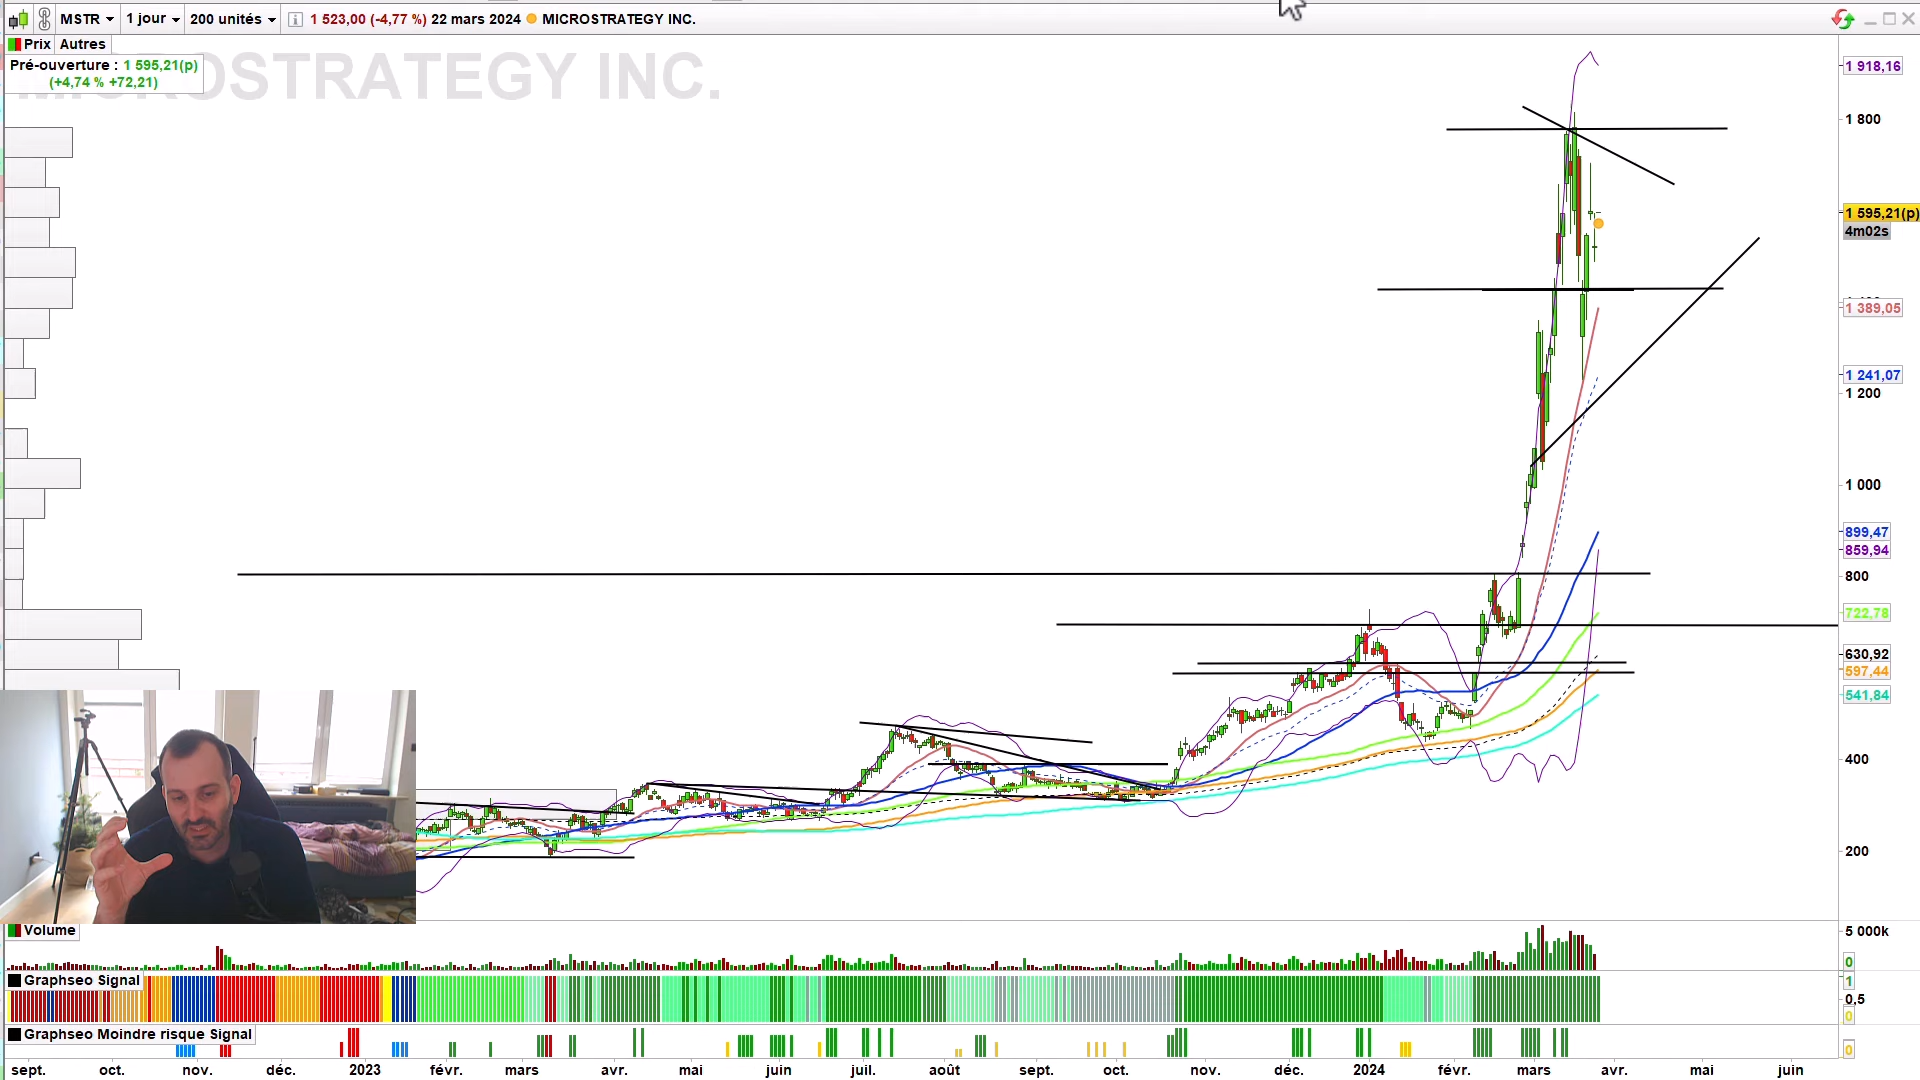 MSTR 1 jour 200 unités 1 523,00 (-4,77 %) 22 mars 2024 MICROSTRATEGY INC.
Prix Autres
Pré-ouverture : 1 595,21(p)
(+4,74 % +72,21)
MICROSTRATEGY INC.
1 918,16
1 800
1 595,21(p)
4m02s
1 389,05
1 241,07
1 200
1 000
899,47
859,94
800
722,78
630,92
597,44
541,84
400
200
Volume
5 000k
0
Graphseo Signal
1
0,5
0
Graphseo Moindre risque Signal
0
sept. oct. nov. déc. 2023 févr. mars avr. mai juin juil. août sept. oct. nov. déc. 2024 févr. mars avr. mai juin